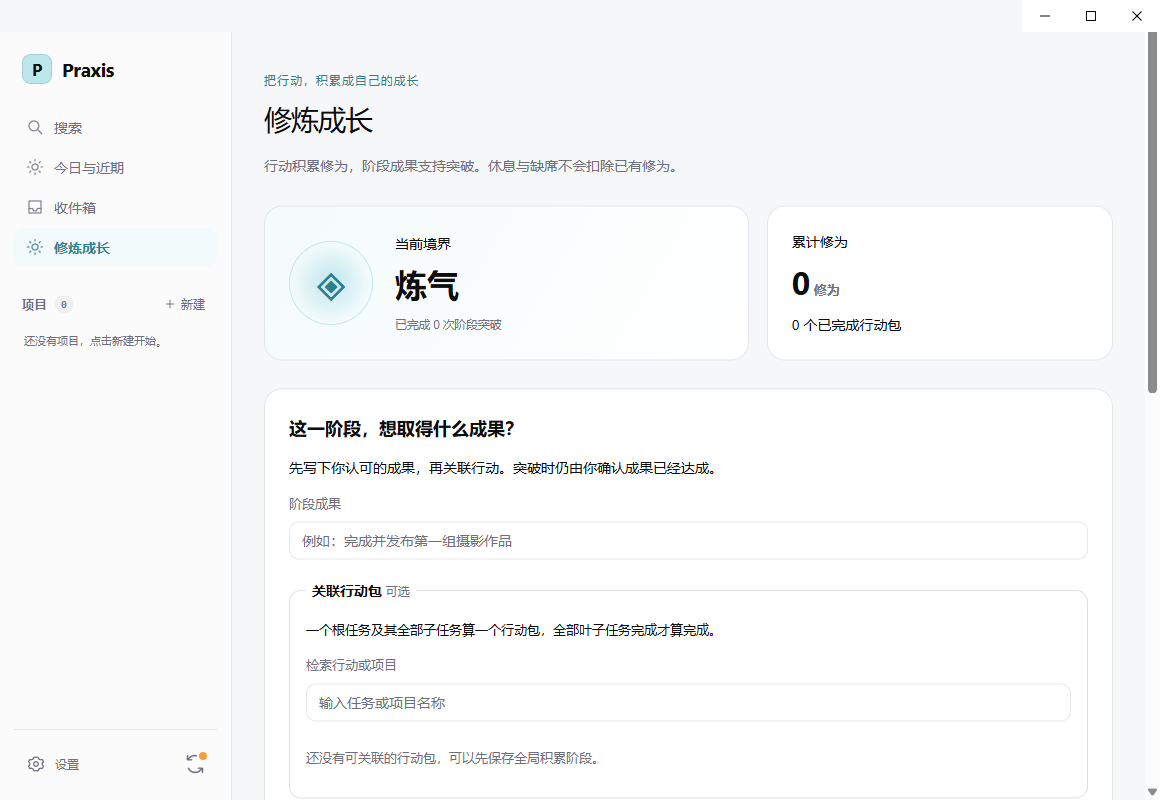 P Praxis
搜索
今日与近期
收件箱
修炼成长
项目 0 + 新建
还没有项目，点击新建开始。
设置
把行动，积累成自己的成长
修炼成长
行动积累修为，阶段成果支持突破。休息与缺席不会扣除已有修为。
当前境界
炼气
已完成 0 次阶段突破
累计修为
0 修为
0 个已完成行动包
这一阶段，想取得什么成果？
先写下你认可的成果，再关联行动。突破时仍由你确认成果已经达成。
阶段成果
例如：完成并发布第一组摄影作品
关联行动包 可选
一个根任务及其全部子任务算一个行动包，全部叶子任务完成才算完成。
检索行动或项目
输入任务或项目名称
还没有可关联的行动包，可以先保存全局积累阶段。